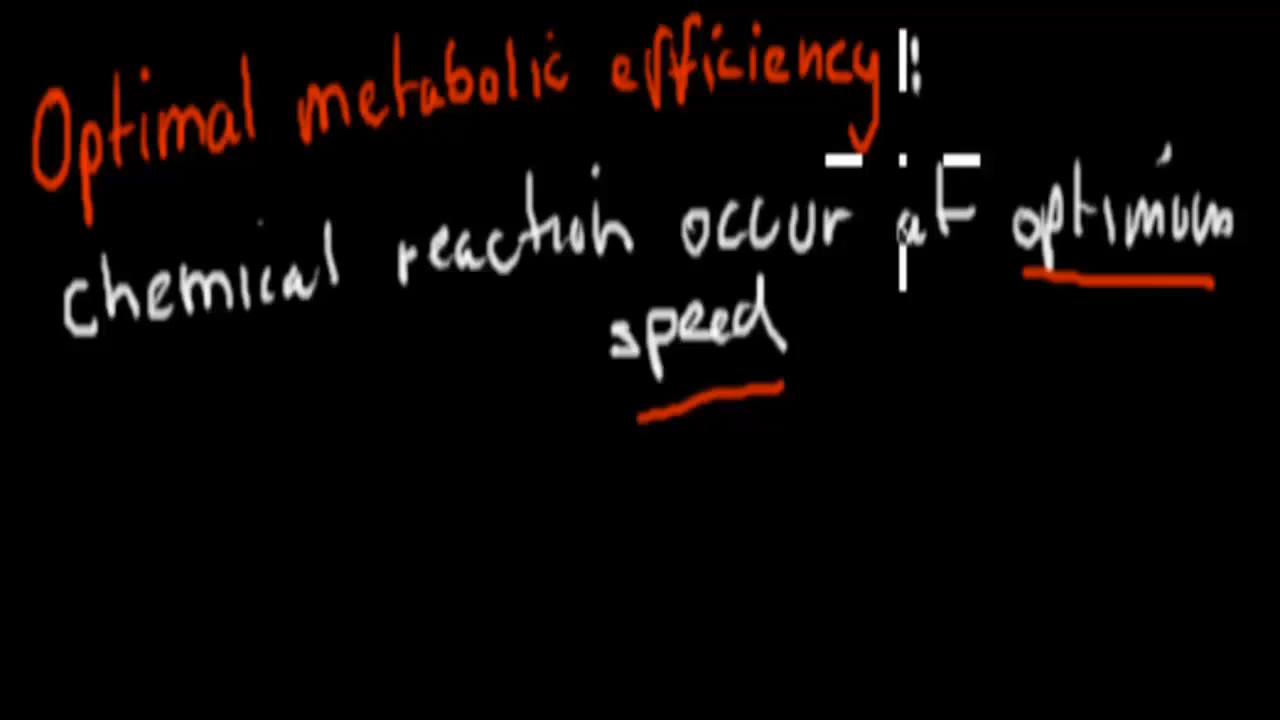 Optimal metabolic efficiency:
chemical reaction occur at optimum
speed